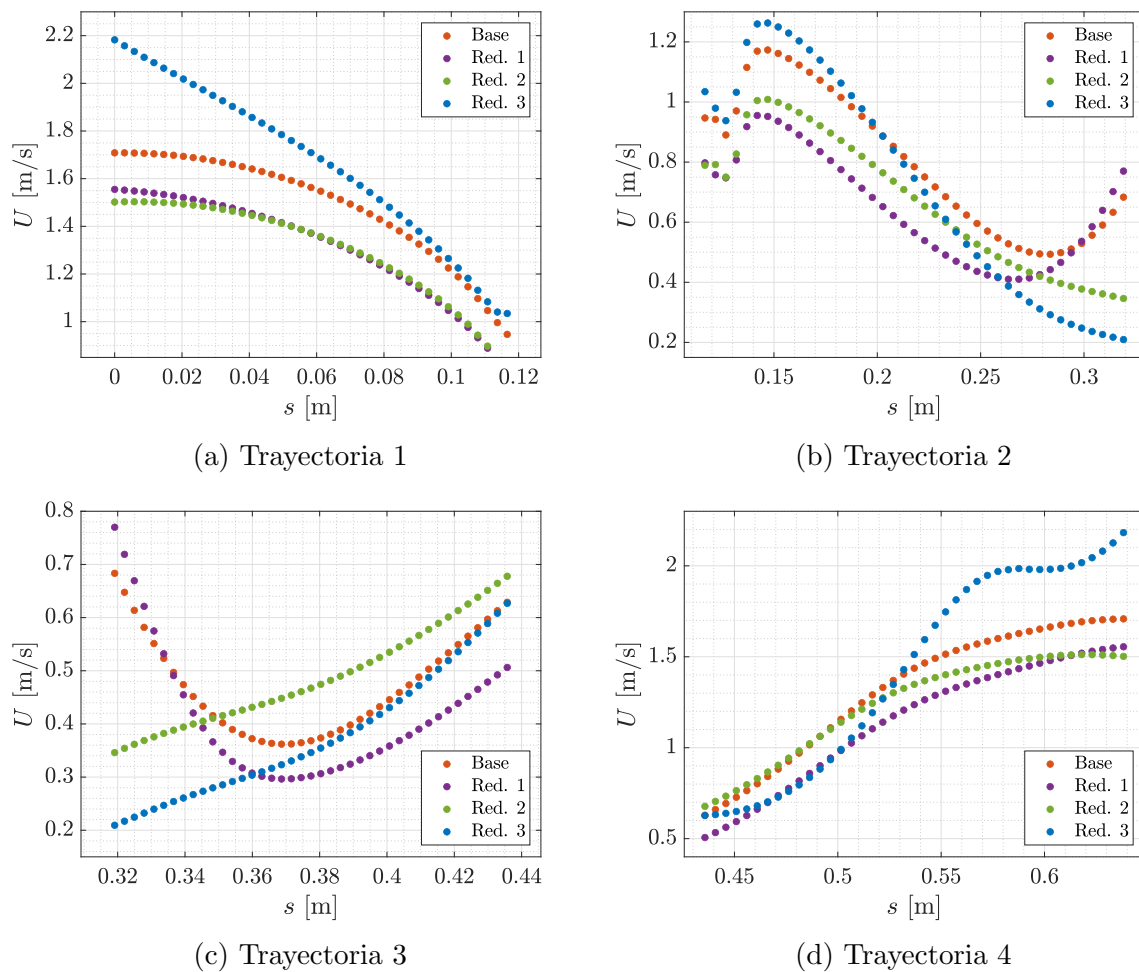 2.2
2
1.8
1.6
1.4
1.2
1
U [m/s]
Base
Red. 1
Red. 2
Red. 3
0 0.02 0.04 0.06 0.08 0.1 0.12
s [m]
(a) Trayectoria 1
1.2
1
0.8
0.6
0.4
0.2
U [m/s]
Base
Red. 1
Red. 2
Red. 3
0.15 0.2 0.25 0.3
s [m]
(b) Trayectoria 2
0.8
0.7
0.6
0.5
0.4
0.3
0.2
U [m/s]
Base
Red. 1
Red. 2
Red. 3
0.32 0.34 0.36 0.38 0.4 0.42 0.44
s [m]
(c) Trayectoria 3
2
1.5
1
0.5
U [m/s]
Base
Red. 1
Red. 2
Red. 3
0.45 0.5 0.55 0.6
s [m]
(d) Trayectoria 4